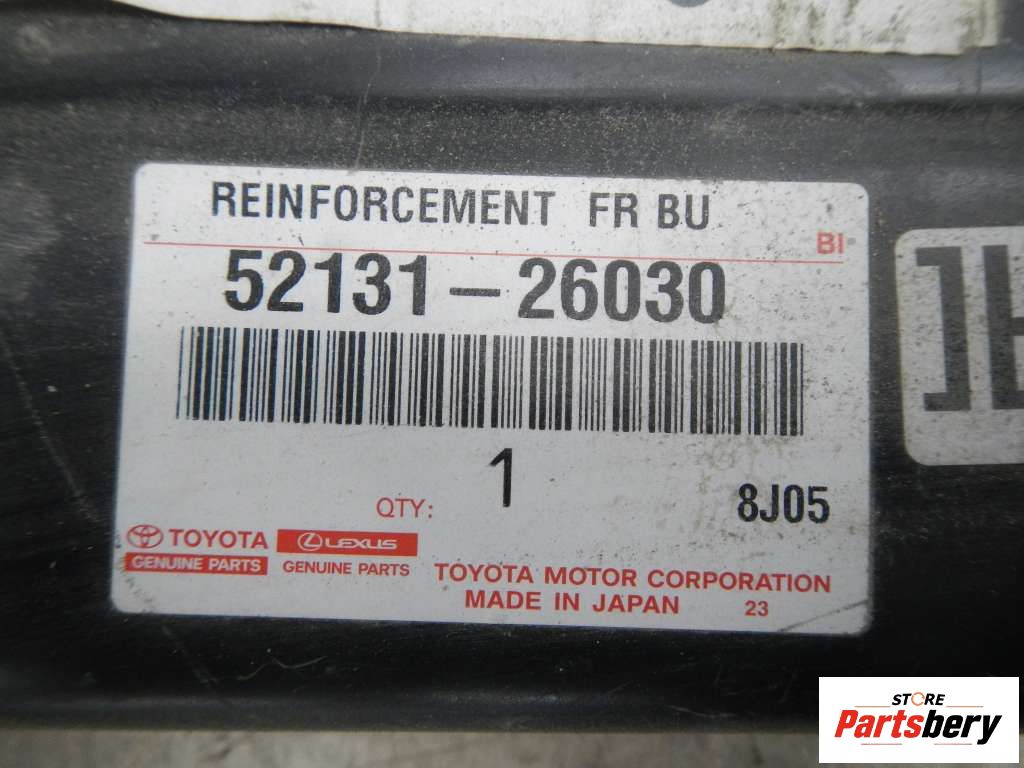 REINFORCEMENT FR BU
BI
52131-26030
1
QTY:
8J05
TOYOTA LEXUS
GENUINE PARTS GENUINE PARTS
TOYOTA MOTOR CORPORATION
MADE IN JAPAN 23
STORE
Partsbery